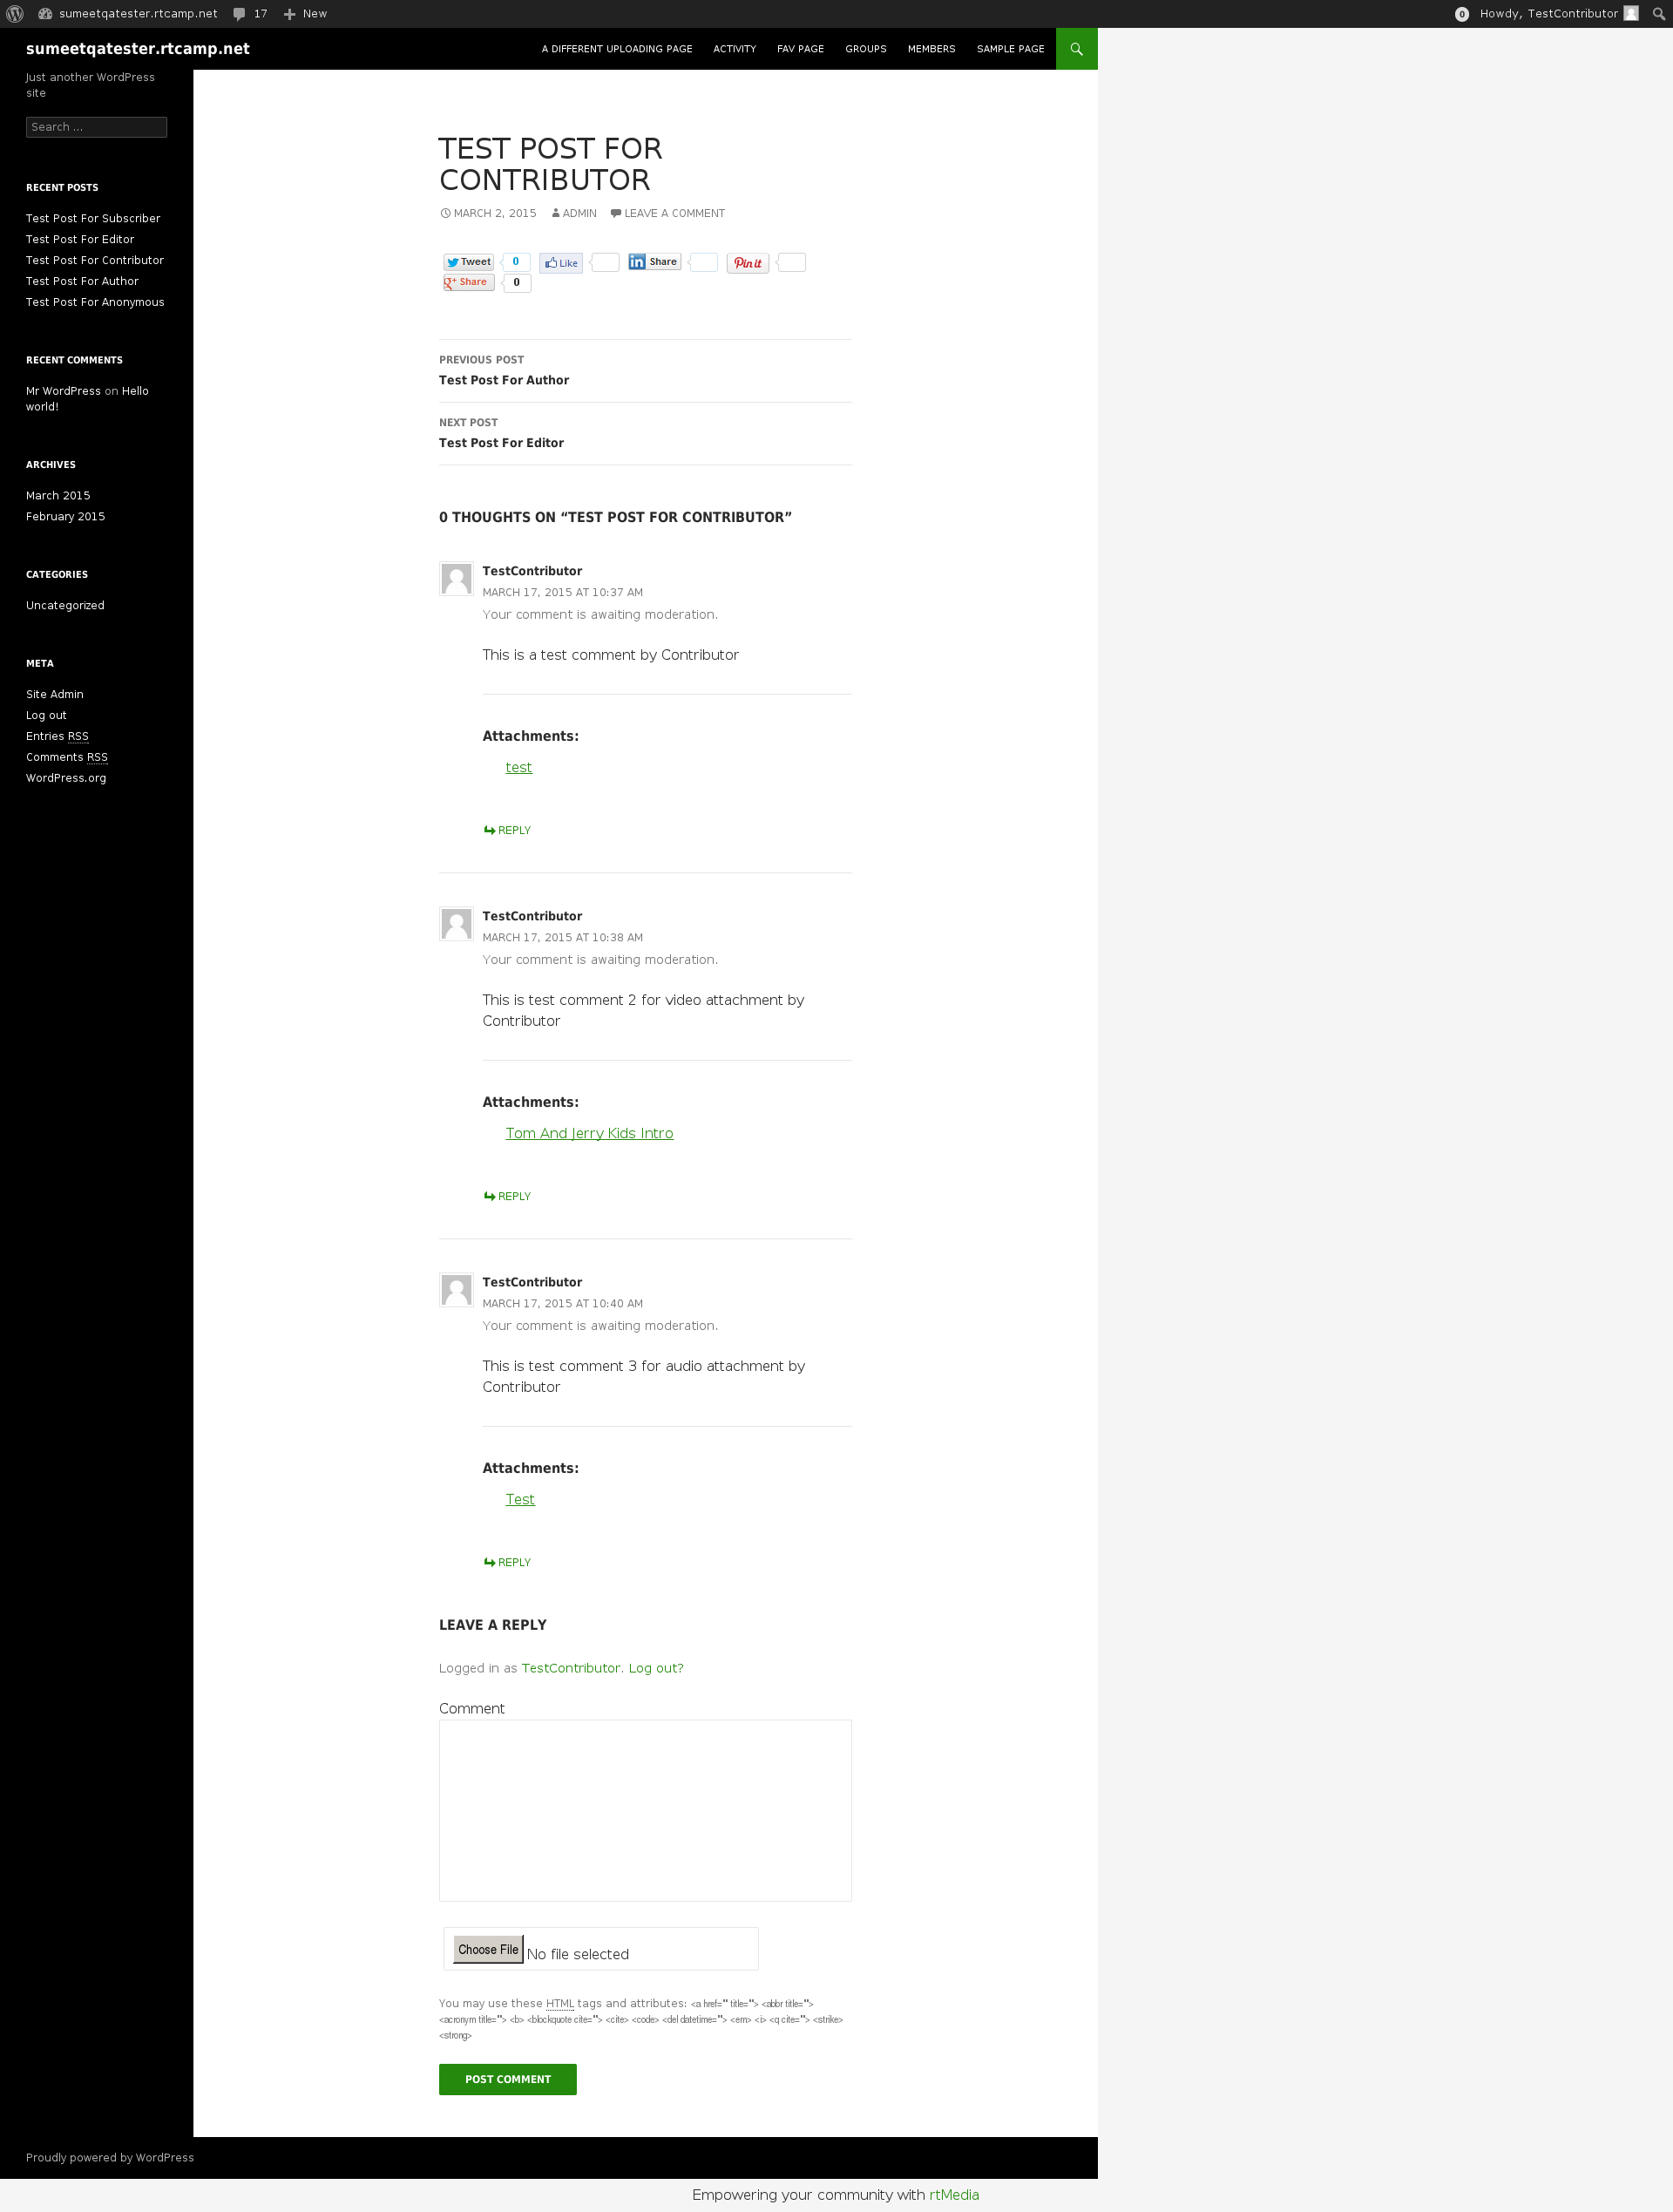 sumeetqatester.rtcamp.net 17 New 0 Howdy, TestContributor
sumeetqatester.rtcamp.net A DIFFERENT UPLOADING PAGE ACTIVITY FAV PAGE GROUPS MEMBERS SAMPLE PAGE
Just another WordPress
site
Search ...
RECENT POSTS
Test Post For Subscriber
Test Post For Editor
Test Post For Contributor
Test Post For Author
Test Post For Anonymous
RECENT COMMENTS
Mr WordPress on Hello
world!
ARCHIVES
March 2015
February 2015
CATEGORIES
Uncategorized
META
Site Admin
Log out
Entries RSS
Comments RSS
WordPress.org
TEST POST FOR
CONTRIBUTOR
MARCH 2, 2015 ADMIN LEAVE A COMMENT
Tweet 0 Like in Share Pin it
g+ Share 0
PREVIOUS POST
Test Post For Author
NEXT POST
Test Post For Editor
0 THOUGHTS ON “TEST POST FOR CONTRIBUTOR”
TestContributor
MARCH 17, 2015 AT 10:37 AM
Your comment is awaiting moderation.
This is a test comment by Contributor
Attachments:
test
REPLY
TestContributor
MARCH 17, 2015 AT 10:38 AM
Your comment is awaiting moderation.
This is test comment 2 for video attachment by
Contributor
Attachments:
Tom And Jerry Kids Intro
REPLY
TestContributor
MARCH 17, 2015 AT 10:40 AM
Your comment is awaiting moderation.
This is test comment 3 for audio attachment by
Contributor
Attachments:
Test
REPLY
LEAVE A REPLY
Logged in as TestContributor. Log out?
Comment
Choose File No file selected
You may use these HTML tags and attributes: <a href="" title=""> <abbr title="">
<acronym title=""> <b> <blockquote cite=""> <cite> <code> <del datetime=""> <em> <i> <q cite=""> <strike>
<strong>
POST COMMENT
Proudly powered by WordPress
Empowering your community with rtMedia